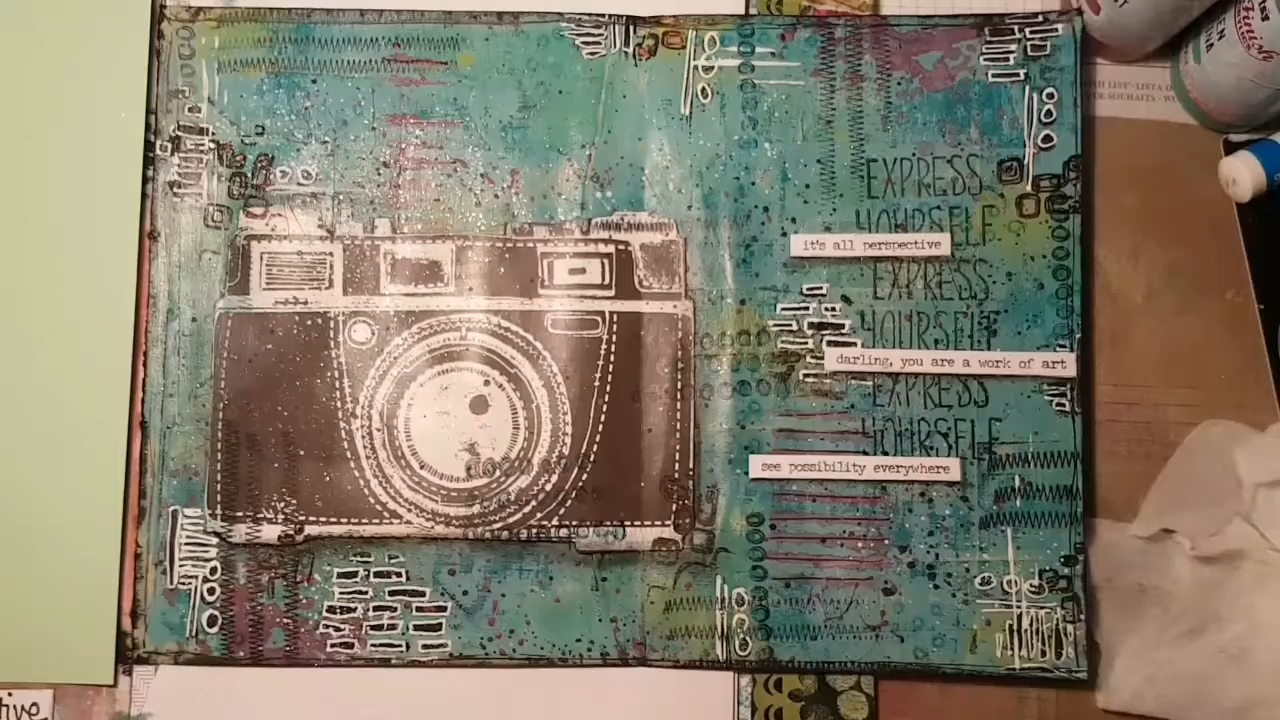 EXPRESS
YOURSELF
it's all perspective
EXPRESS
YOURSELF
darling, you are a work of art
EXPRESS
YOURSELF
see possibility everywhere